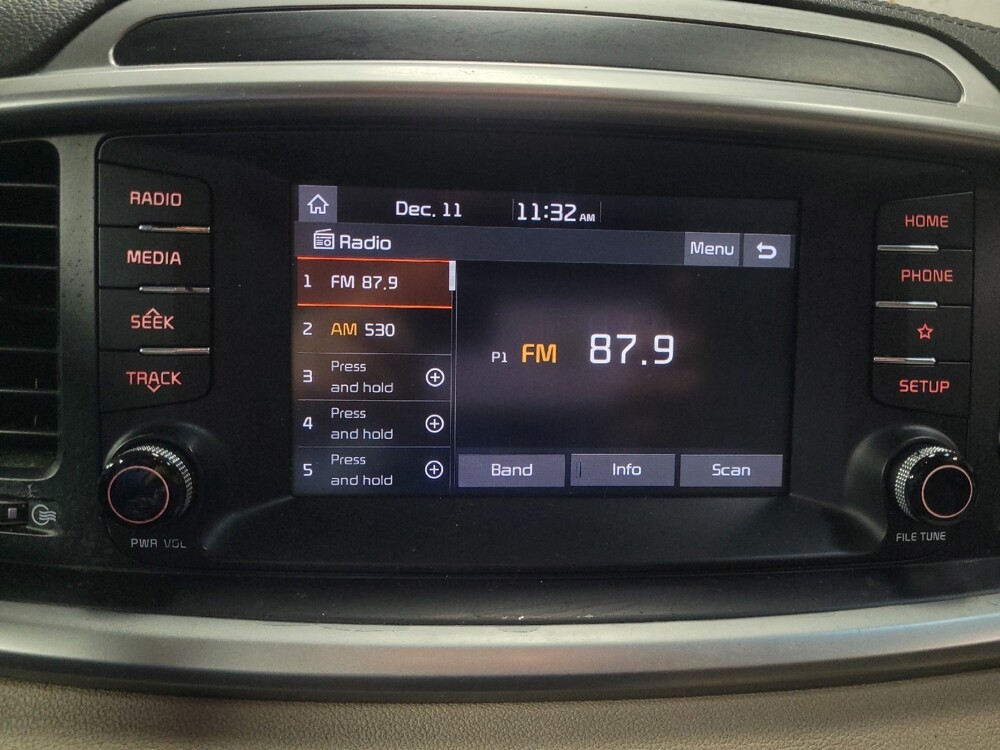 Dec. 11 11:32 AM
Radio Menu
1 FM 87.9
2 AM 530
3 Press and hold
4 Press and hold
5 Press and hold
P1 FM 87.9
Band Info Scan
RADIO
MEDIA
SEEK
TRACK
PWR VOL
HOME
PHONE
SETUP
FILE TUNE